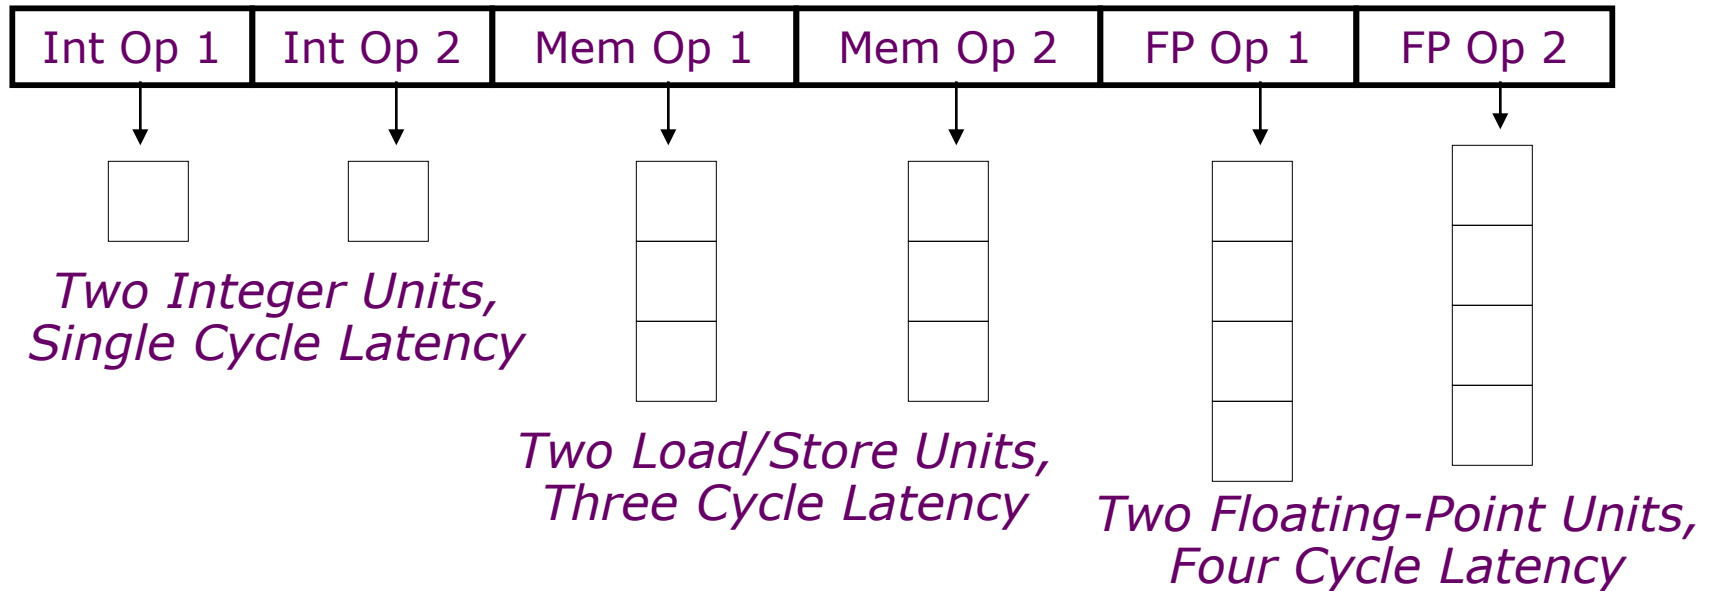 Int Op 1 Int Op 2 Mem Op 1 Mem Op 2 FP Op 1 FP Op 2
Two Integer Units,
Single Cycle Latency
Two Load/Store Units,
Three Cycle Latency
Two Floating-Point Units,
Four Cycle Latency